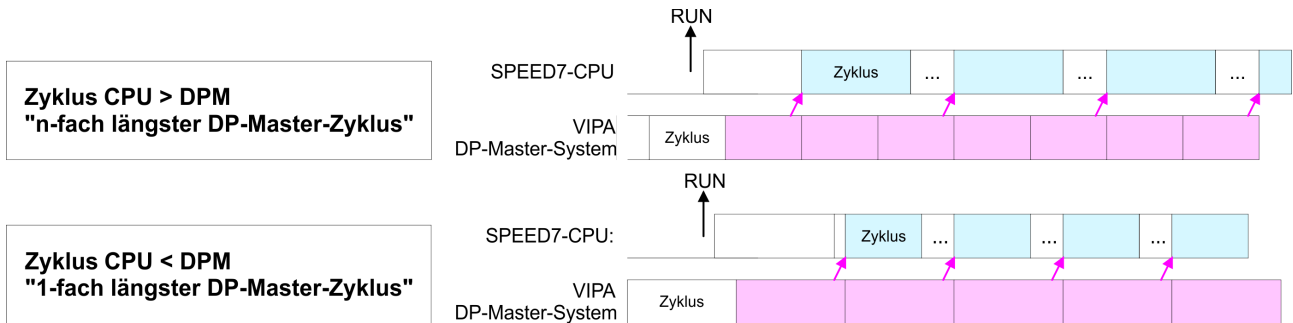 RUN
SPEED7-CPU
Zyklus
...
...
...
Zyklus CPU > DPM
"n-fach längster DP-Master-Zyklus"
VIPA
DP-Master-System
Zyklus
RUN
SPEED7-CPU:
Zyklus
...
...
...
Zyklus CPU < DPM
"1-fach längster DP-Master-Zyklus"
VIPA
DP-Master-System
Zyklus